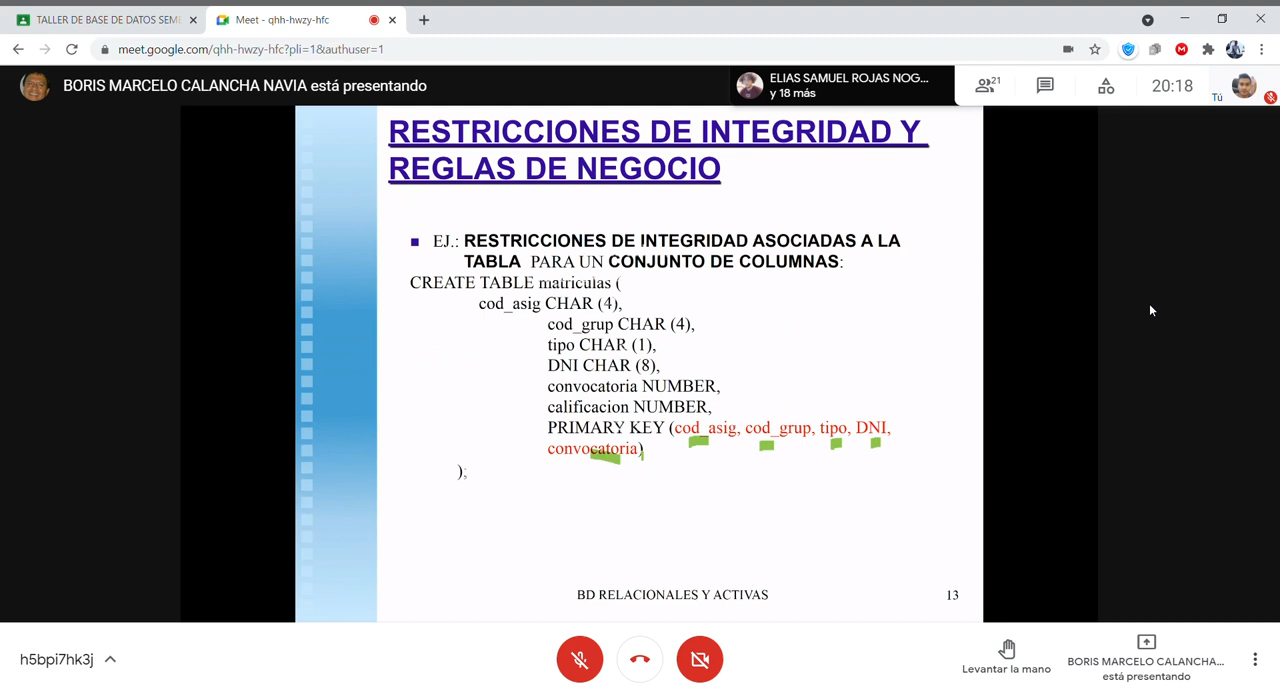 TALLER DE BASE DE DATOS SEME
Meet - qhh-hwzy-hfc
meet.google.com/qhh-hwzy-hfc?pli=1&authuser=1
BORIS MARCELO CALANCHA NAVIA está presentando
ELIAS SAMUEL ROJAS NOG...
y 18 más
21
20:18
Tú
RESTRICCIONES DE INTEGRIDAD Y
REGLAS DE NEGOCIO
EJ.: RESTRICCIONES DE INTEGRIDAD ASOCIADAS A LA
TABLA PARA UN CONJUNTO DE COLUMNAS:
CREATE TABLE matriculas (
cod_asig CHAR (4),
cod_grup CHAR (4),
tipo CHAR (1),
DNI CHAR (8),
convocatoria NUMBER,
calificacion NUMBER,
PRIMARY KEY (cod_asig, cod_grup, tipo, DNI,
convocatoria)
);
BD RELACIONALES Y ACTIVAS
13
h5bpi7hk3j
Levantar la mano
BORIS MARCELO CALANCHA...
está presentando